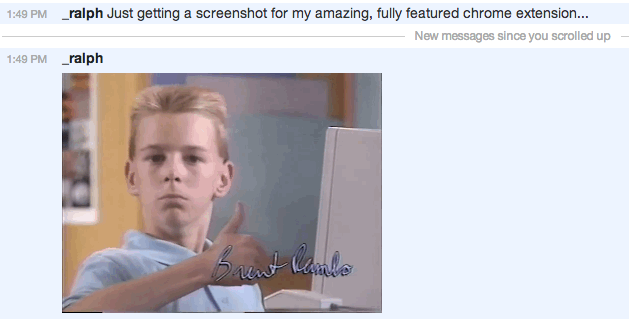 1:49 PM _ralph Just getting a screenshot for my amazing, fully featured chrome extension...
New messages since you scrolled up
1:49 PM _ralph
Brent Rambo